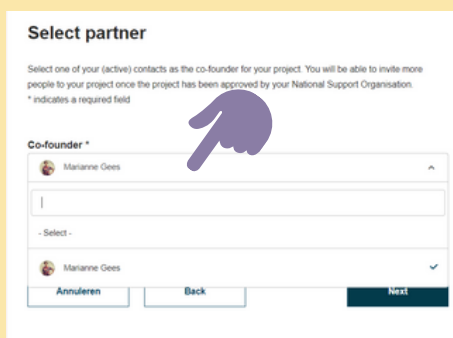 Select partner
Select one of your (active) contacts as the co-founder for your project. You will be able to invite more
people to your project once the project has been approved by your National Support Organisation.
* indicates a required field
Co-founder *
Marianne Gees
- Select -
Marianne Gees
Annuleren Back Next